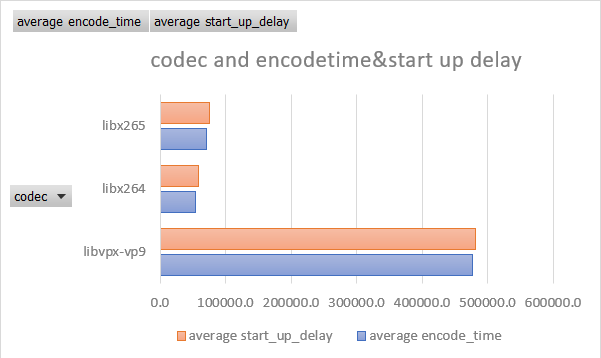 average encode_time average start_up_delay
codec and encodetime&start up delay
libx265
libx264
codec
libvpx-vp9
0.0 100000.0 200000.0 300000.0 400000.0 500000.0 600000.0
average start_up_delay average encode_time